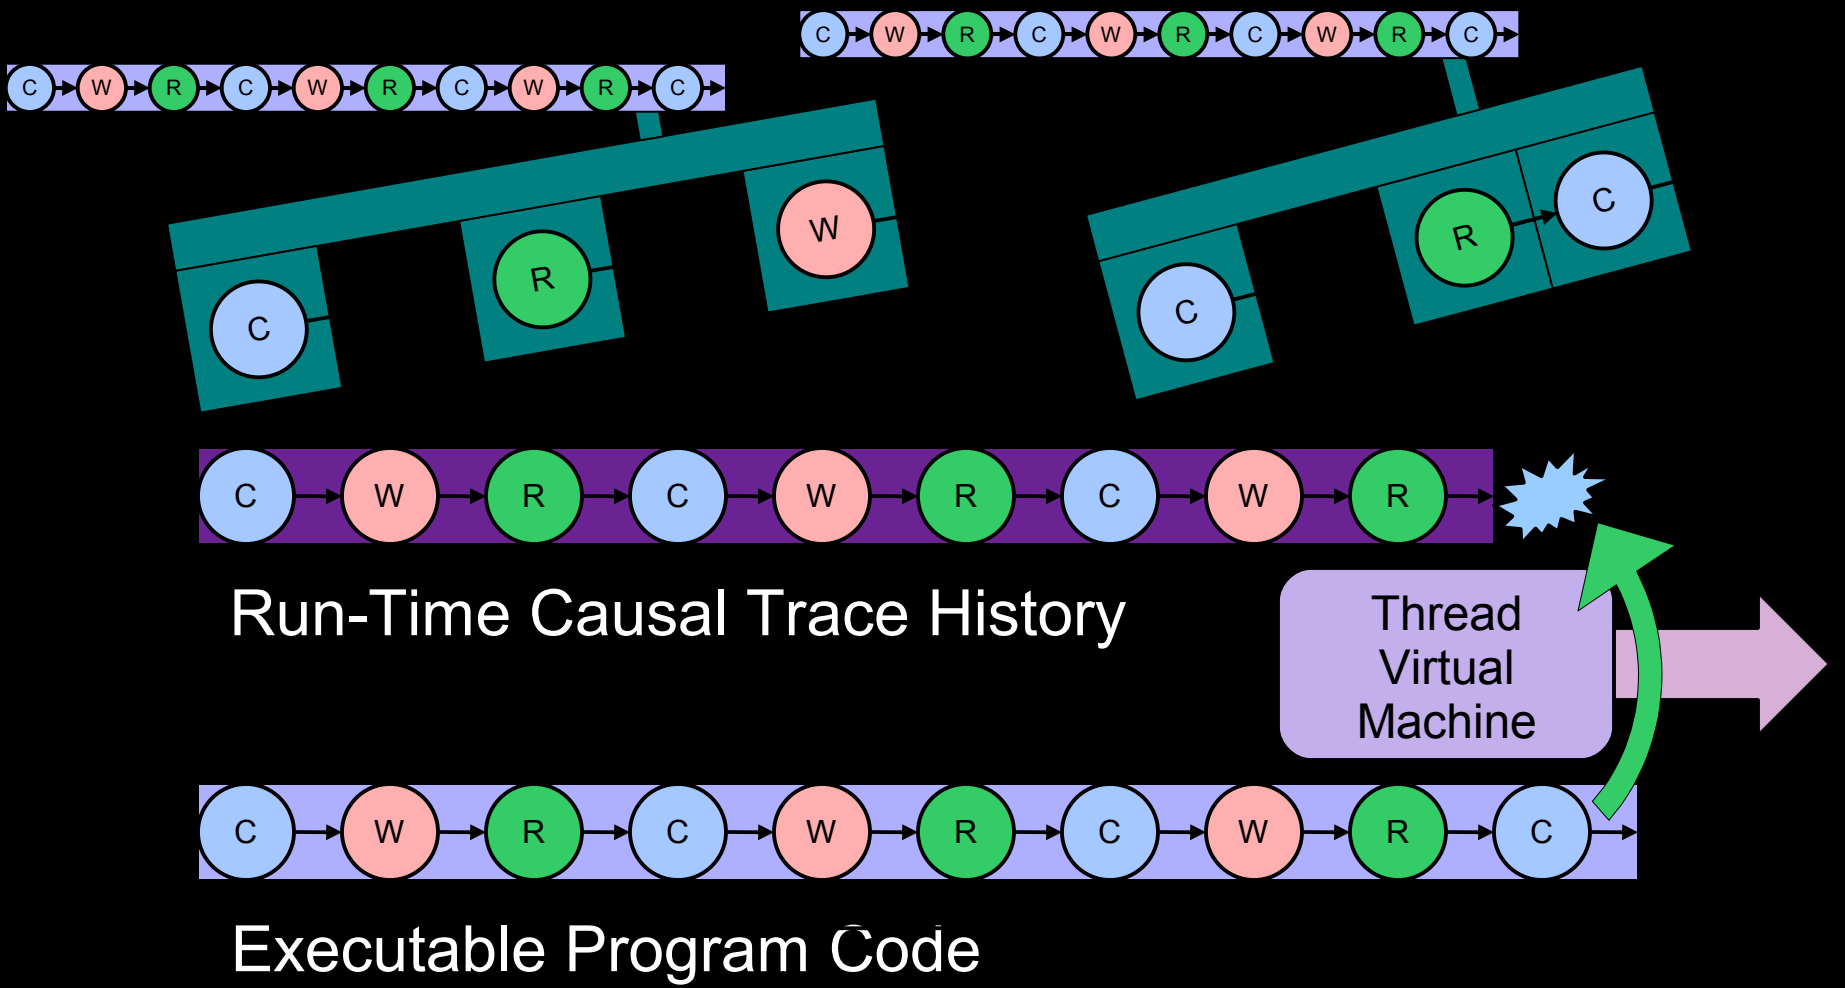 C W R C W R C W R C
C W R C W R C W R C
C R W
C R C
C W R C W R C W R
Run-Time Causal Trace History
Thread
Virtual
Machine
C W R C W R C W R C
Executable Program Code